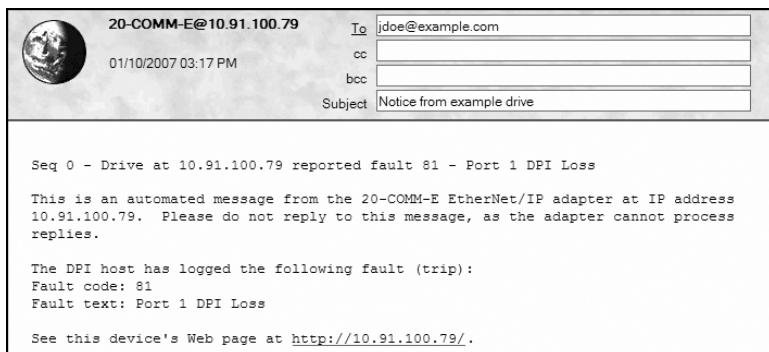 20-COMM-E@10.91.100.79
01/10/2007 03:17 PM
To jdoe@example.com
cc
bcc
Subject Notice from example drive
Seq 0 - Drive at 10.91.100.79 reported fault 81 - Port 1 DPI Loss
This is an automated message from the 20-COMM-E EtherNet/IP adapter at IP address
10.91.100.79.  Please do not reply to this message, as the adapter cannot process
replies.
The DPI host has logged the following fault (trip):
Fault code: 81
Fault text: Port 1 DPI Loss
See this device's Web page at http://10.91.100.79/.